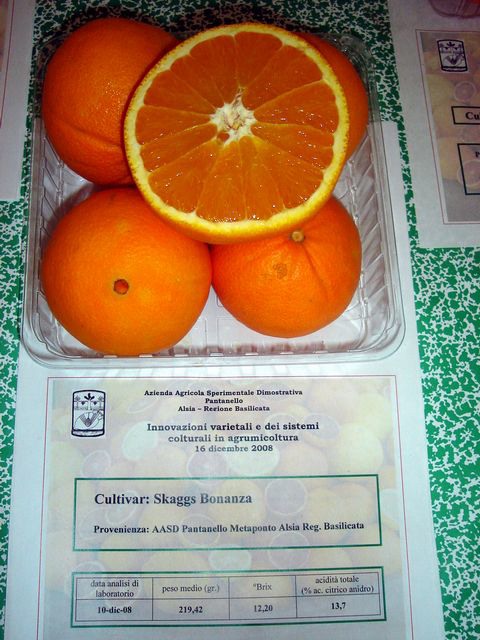 Azienda Agricola Sperimentale Dimostrativa
Pantanello
Alsia - Regione Basilicata
Innovazioni varietali e dei sistemi
colturali in agrumicoltura
16 dicembre 2008
Cultivar: Skaggs Bonanza
Provenienza: AASD Pantanello Metaponto Alsia Reg. Basilicata
data analisi di laboratorio peso medio (gr.) °Brix acidità totale (% ac. citrico anidro)
10-dic-08 219,42 12,20 13,7
Cu